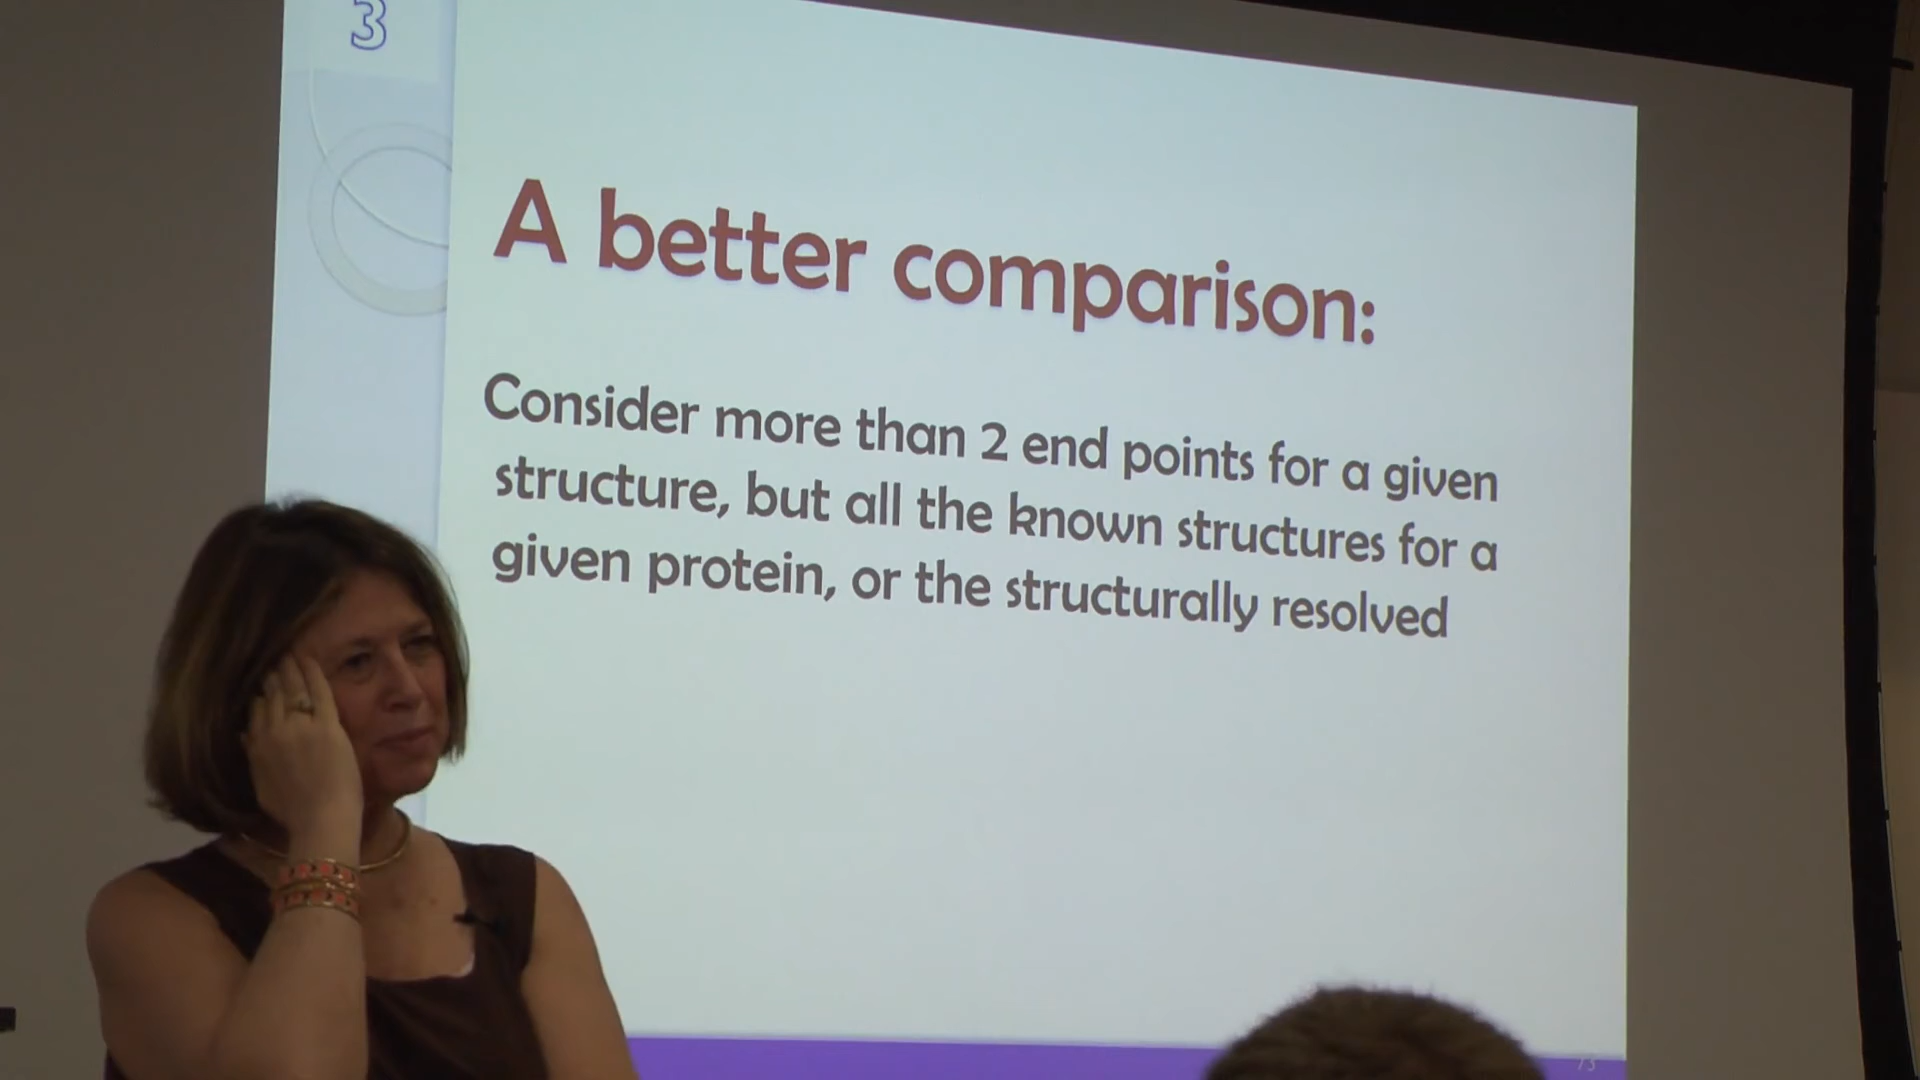 3
A better comparison:
Consider more than 2 end points for a given
structure, but all the known structures for a
given protein, or the structurally resolved